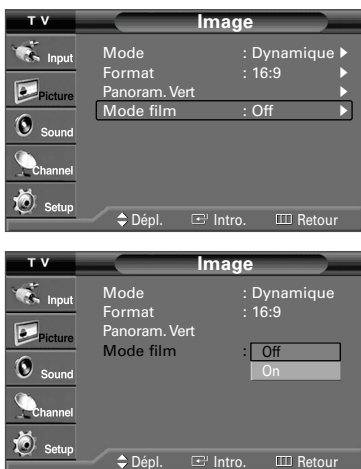 TV
Image
Input
Picture
Sound
Channel
Setup
Mode : Dynamique
Format : 16:9
Panoram. Vert
Mode film : Off
Dépl. Intro. Retour
TV
Image
Input
Picture
Sound
Channel
Setup
Mode : Dynamique
Format : 16:9
Panoram. Vert
Mode film : Off
On
Dépl. Intro. Retour